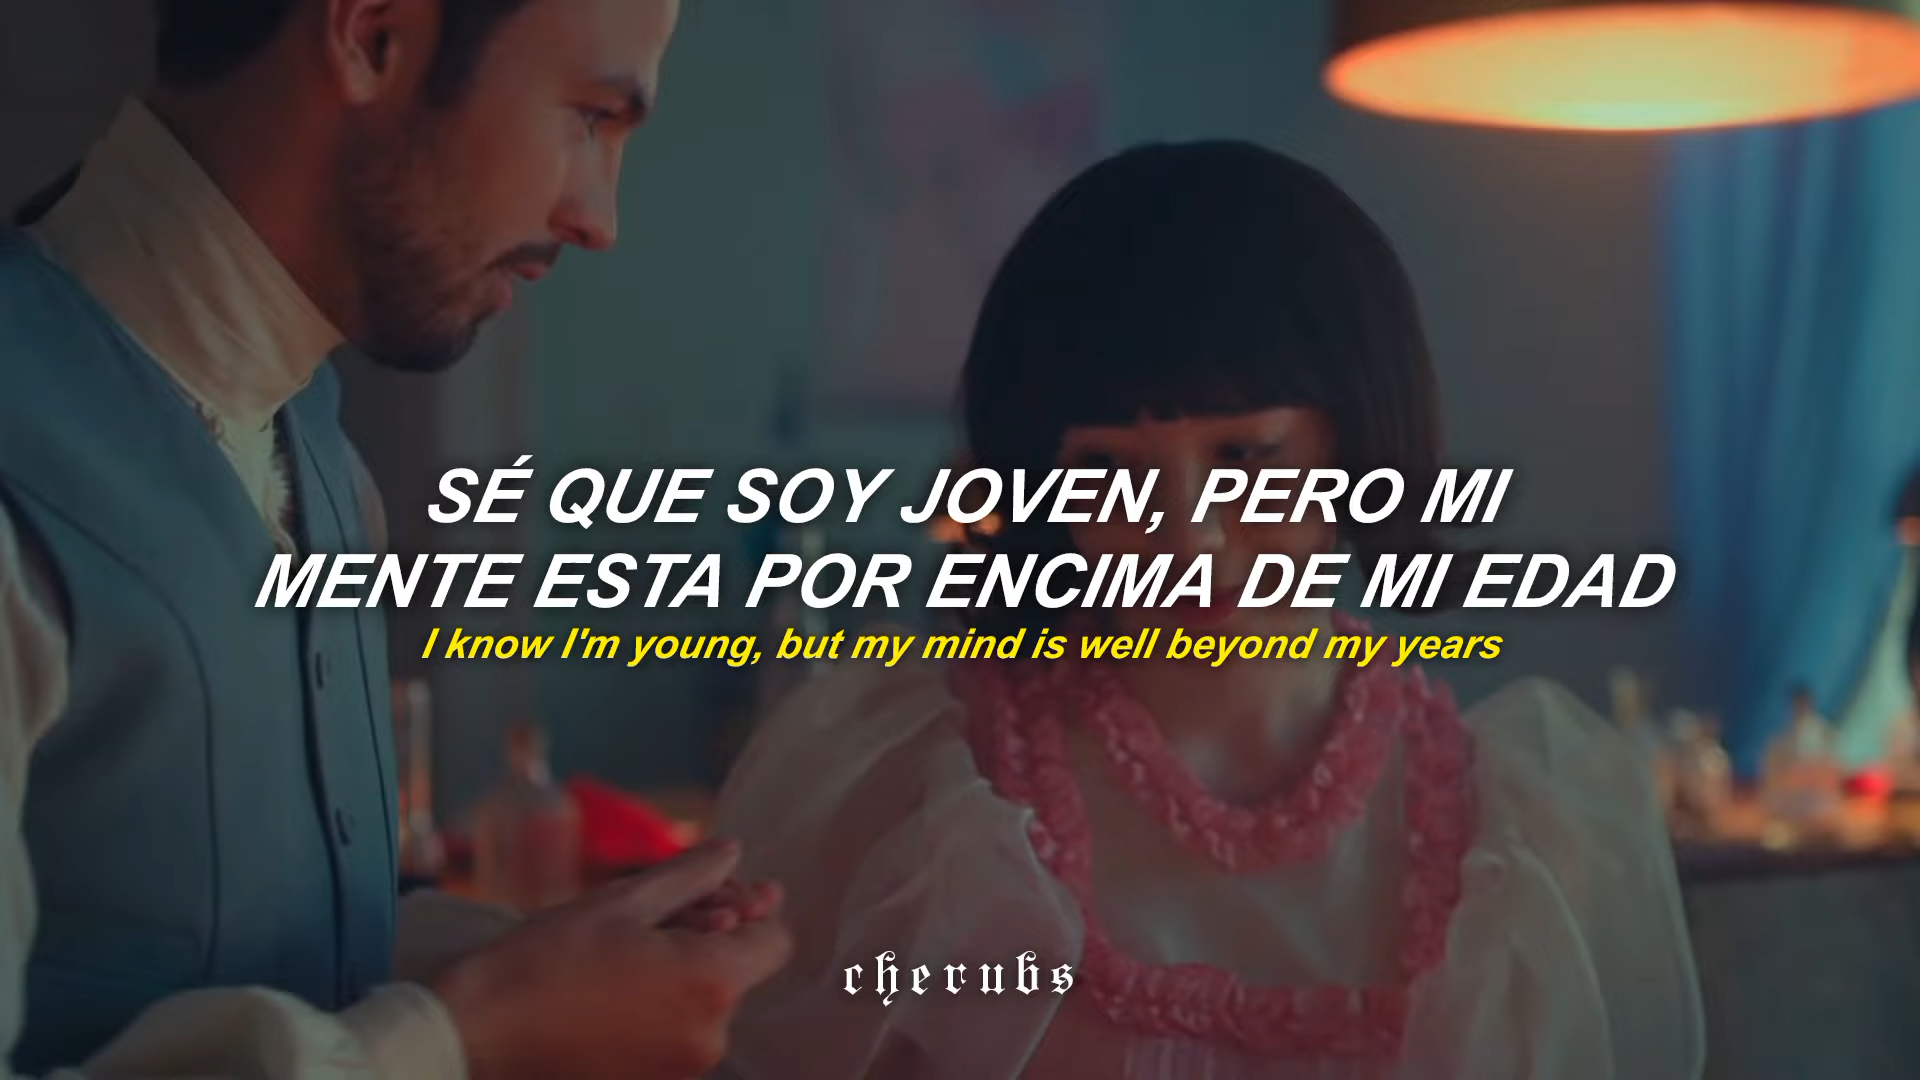 SÉ QUE SOY JOVEN, PERO MI
MENTE ESTA POR ENCIMA DE MI EDAD
I know I'm young, but my mind is well beyond my years
cherubs